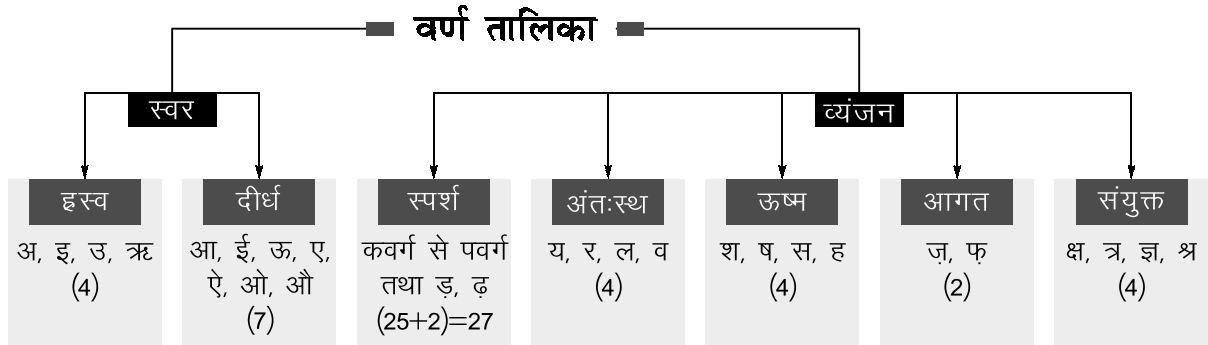 वर्ण तालिका
स्वर
व्यंजन
ह्रस्व
अ, इ, उ, ऋ
(4)
दीर्ध
आ, ई, ऊ, ए,
ऐ, ओ, औ
(7)
स्पर्श
कवर्ग से पवर्ग
तथा ड़, ढ़
(25+2)=27
अंतःस्थ
य, र, ल, व
(4)
ऊष्म
श, ष, स, ह
(4)
आगत
ज़, फ़
(2)
संयुक्त
क्ष, त्र, ज्ञ, श्र
(4)